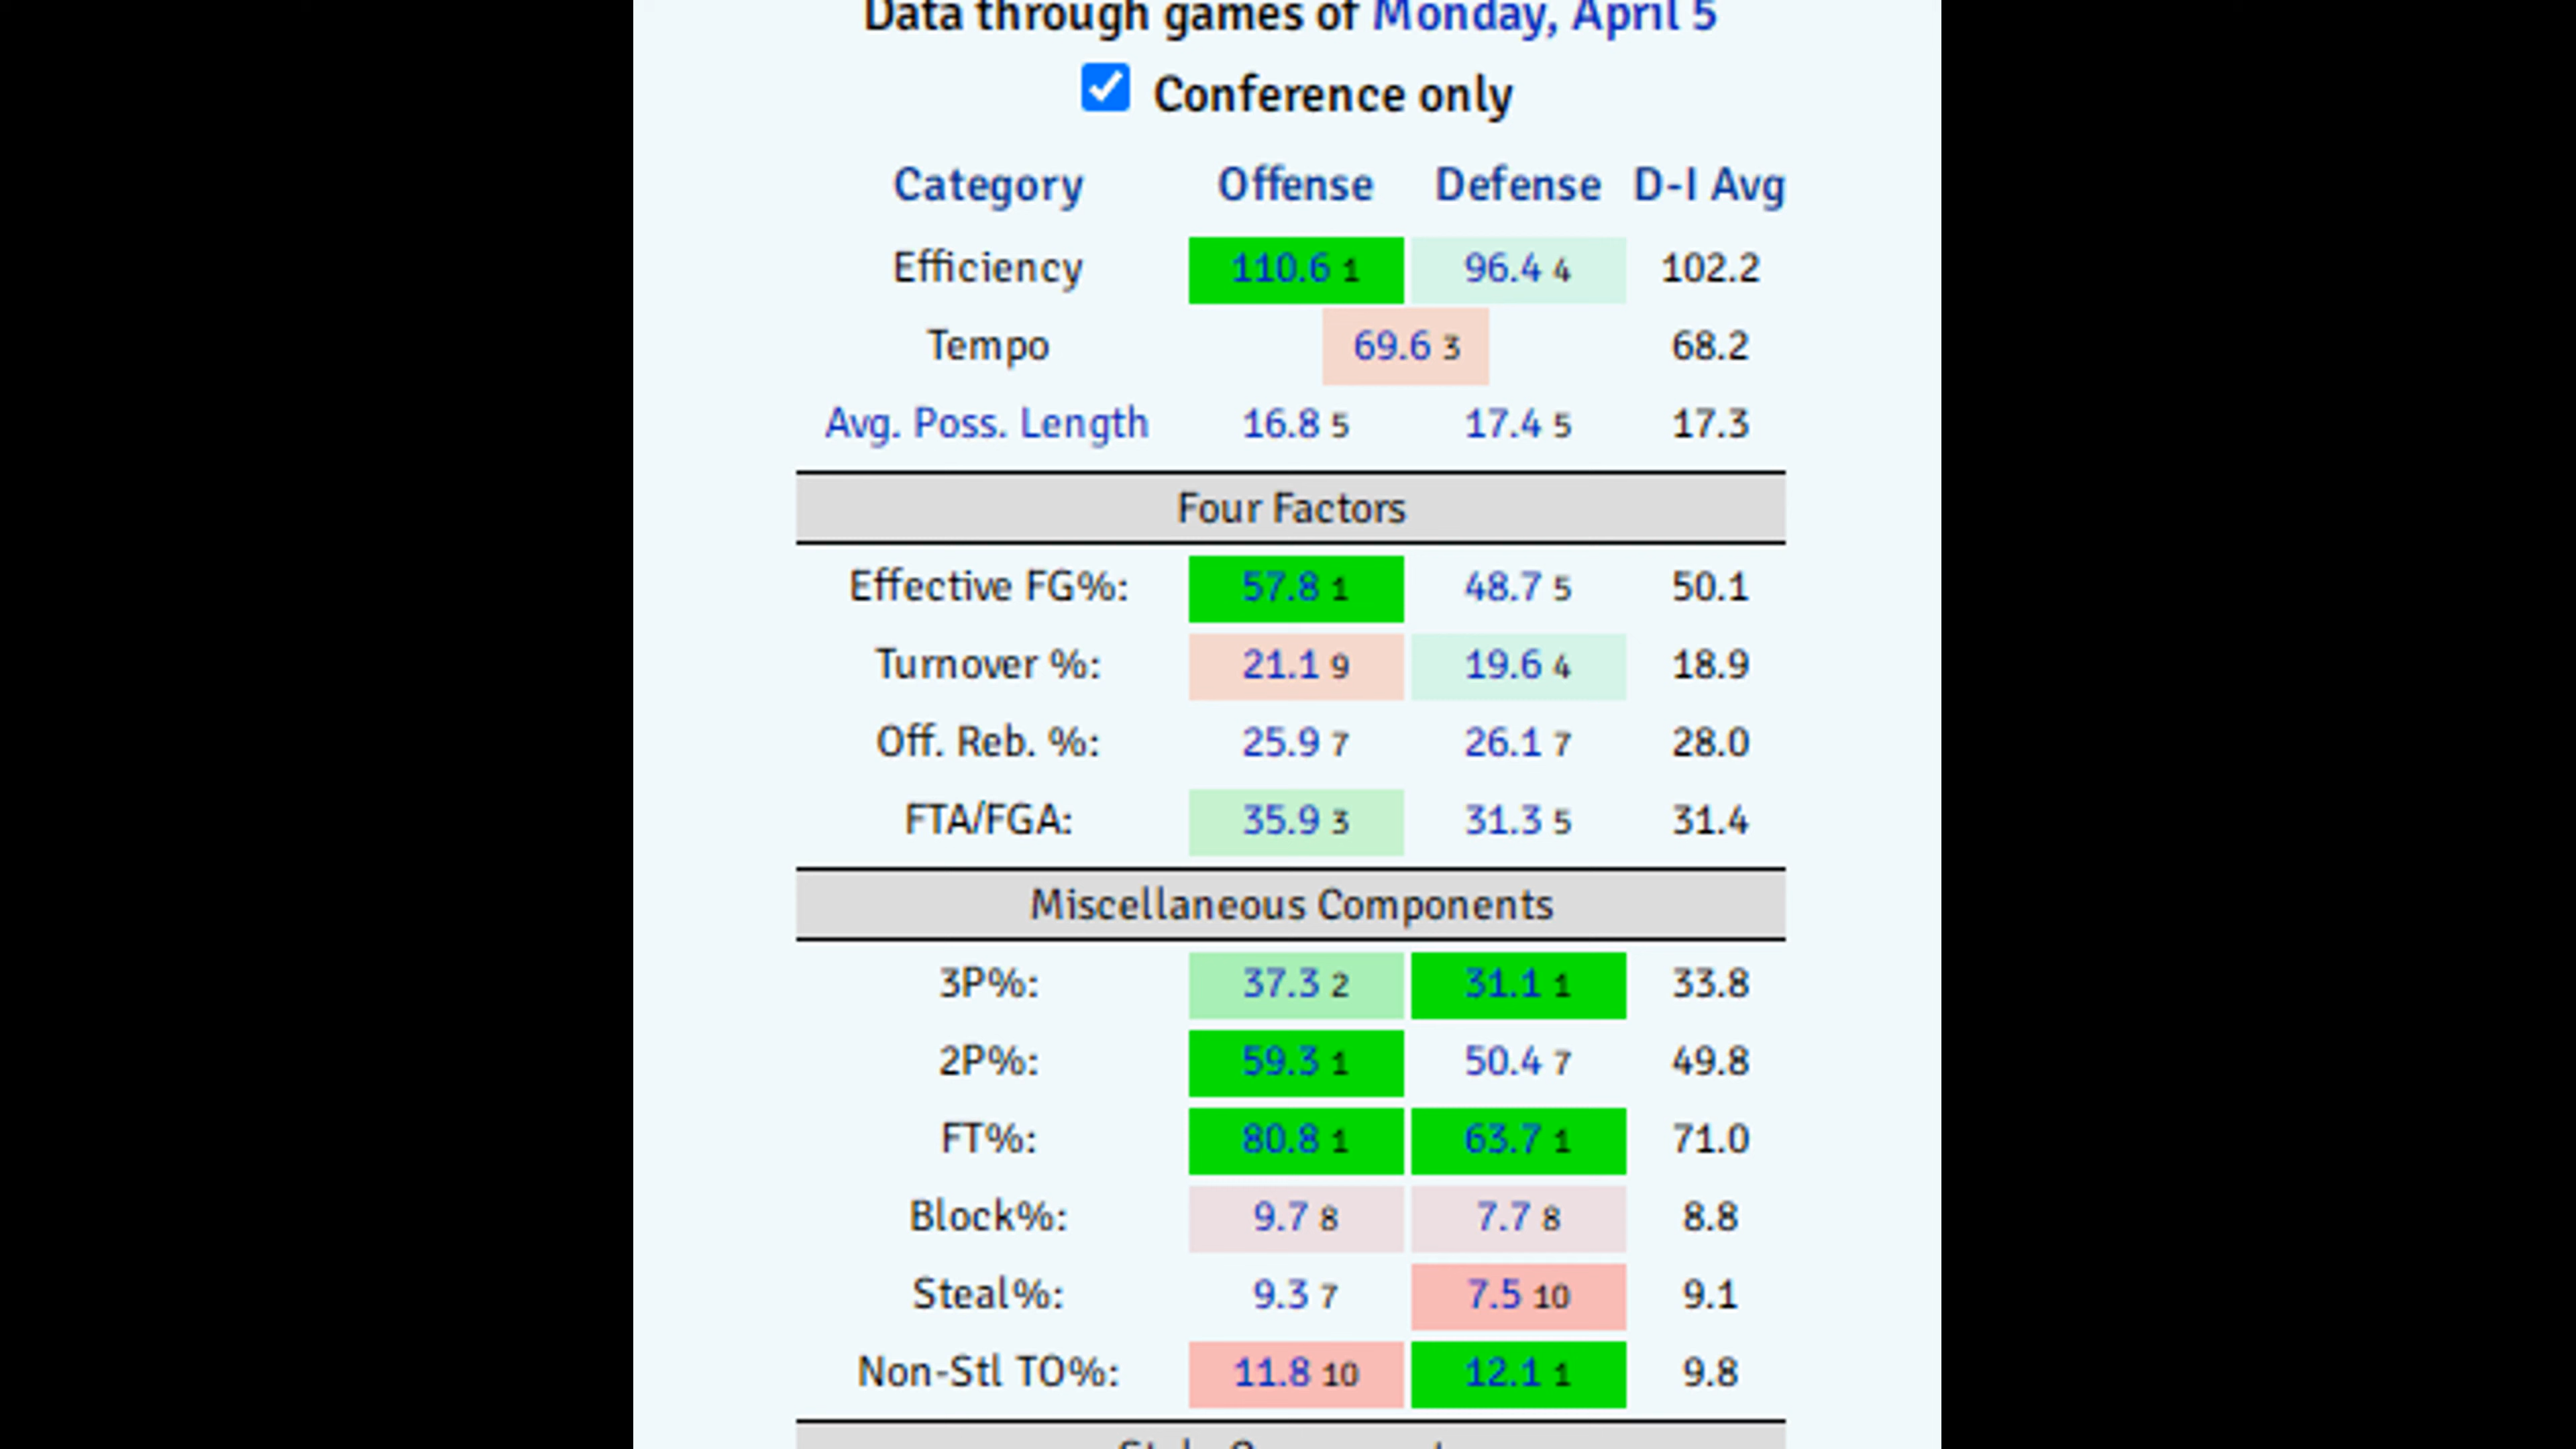 Data through games of Monday, April 5
Conference only
Category Offense Defense D-I Avg
Efficiency 110.6 1 96.4 4 102.2
Tempo 69.6 3 68.2
Avg. Poss. Length 16.8 5 17.4 5 17.3
Four Factors
Effective FG%: 57.8 1 48.7 5 50.1
Turnover %: 21.1 9 19.6 4 18.9
Off. Reb. %: 25.9 7 26.1 7 28.0
FTA/FGA: 35.9 3 31.3 5 31.4
Miscellaneous Components
3P%: 37.3 2 31.1 1 33.8
2P%: 59.3 1 50.4 7 49.8
FT%: 80.8 1 63.7 1 71.0
Block%: 9.7 8 7.7 8 8.8
Steal%: 9.3 7 7.5 10 9.1
Non-Stl TO%: 11.8 10 12.1 1 9.8